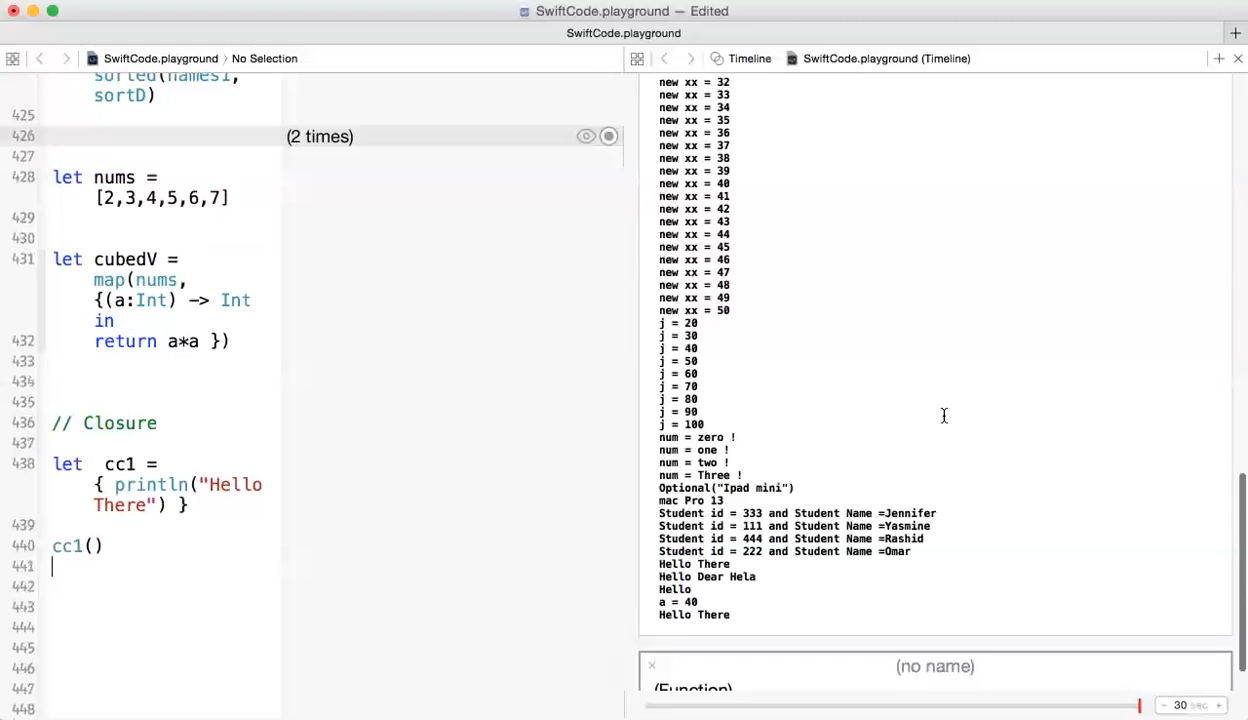 SwiftCode.playground — Edited
SwiftCode.playground
SwiftCode.playground 〉 No Selection
Timeline SwiftCode.playground (Timeline)
sorted(names1,
sortD)
425
426 (2 times)
427
428 let nums =
[2,3,4,5,6,7]
429
430
431 let cubedV =
map(nums,
{(a:Int) -> Int
in
432 return a*a })
433
434
435
436 // Closure
437
438 let  cc1 =
{ println("Hello
There") }
439
440 cc1()
441
442
443
444
445
446
447
448
new xx = 32
new xx = 33
new xx = 34
new xx = 35
new xx = 36
new xx = 37
new xx = 38
new xx = 39
new xx = 40
new xx = 41
new xx = 42
new xx = 43
new xx = 44
new xx = 45
new xx = 46
new xx = 47
new xx = 48
new xx = 49
new xx = 50
j = 20
j = 30
j = 40
j = 50
j = 60
j = 70
j = 80
j = 90
j = 100
num = zero !
num = one !
num = two !
num = Three !
Optional("Ipad mini")
mac Pro 13
Student id = 333 and Student Name =Jennifer
Student id = 111 and Student Name =Yasmine
Student id = 444 and Student Name =Rashid
Student id = 222 and Student Name =Omar
Hello There
Hello Dear Hela
Hello
a = 40
Hello There
(no name)
(Function)
- 30 sec +